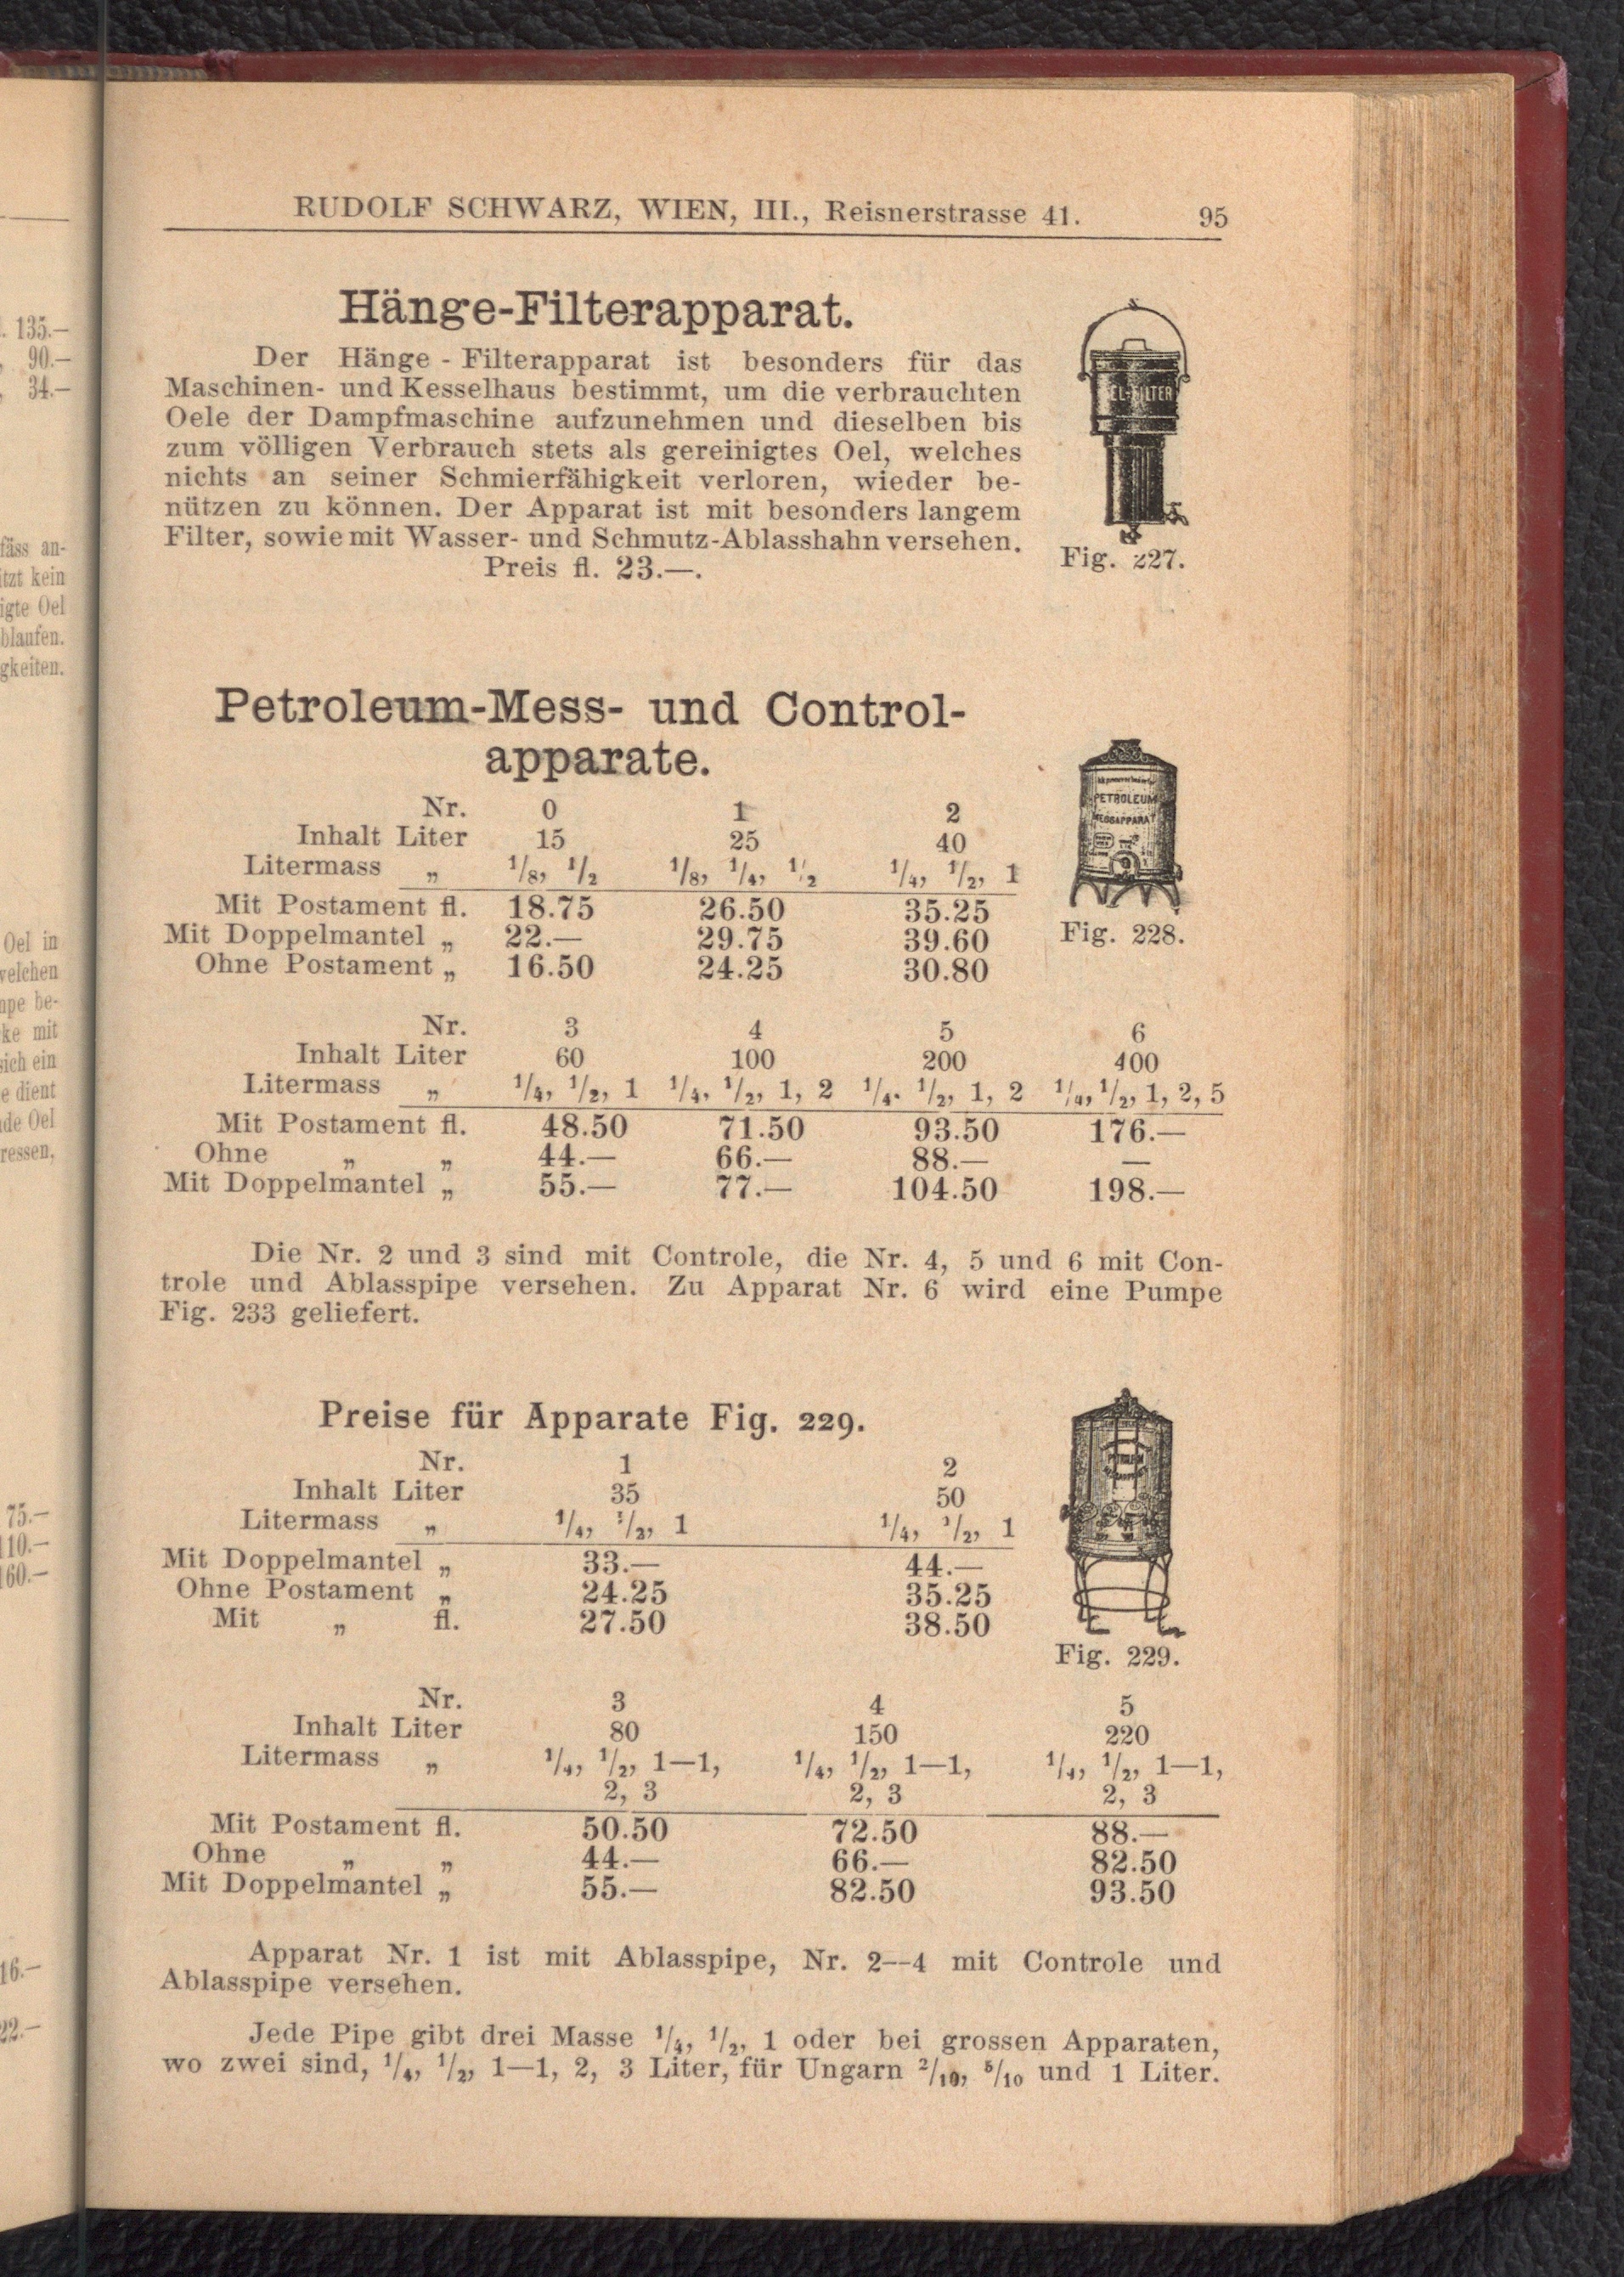 RUDOLF SCHWARZ, WIEN, III., Reisnerstrasse 41. 95
Hänge-Filterapparat.
Der Hänge - Filterapparat ist besonders für das
Maschinen- und Kesselhaus bestimmt, um die verbrauchten
Oele der Dampfmaschine aufzunehmen und dieselben bis
zum völligen Verbrauch stets als gereinigtes Oel, welches
nichts an seiner Schmierfähigkeit verloren, wieder be-
nützen zu können. Der Apparat ist mit besonders langem
Filter, sowie mit Wasser- und Schmutz-Ablasshahn versehen.
Preis fl. 23.—.
Fig. 227.
Petroleum-Mess- und Control-
apparate.
Nr. 0 1 2
Inhalt Liter 15 25 40
Litermass „ 1/8, 1/2 1/8, 1/4, 1/2 1/4, 1/2, 1
Mit Postament fl. 18.75 26.50 35.25
Mit Doppelmantel „ 22.— 29.75 39.60
Ohne Postament „ 16.50 24.25 30.80
PETROLEUM
MESSAPPARAT
Fig. 228.
Nr. 3 4 5 6
Inhalt Liter 60 100 200 400
Litermass „ 1/4, 1/2, 1 1/4, 1/2, 1, 2 1/4. 1/2, 1, 2 1/4, 1/2, 1, 2, 5
Mit Postament fl. 48.50 71.50 93.50 176.—
Ohne „ „ 44.— 66.— 88.— —
Mit Doppelmantel „ 55.— 77.— 104.50 198.—
Die Nr. 2 und 3 sind mit Controle, die Nr. 4, 5 und 6 mit Con-
trole und Ablasspipe versehen. Zu Apparat Nr. 6 wird eine Pumpe
Fig. 233 geliefert.
Preise für Apparate Fig. 229.
Nr. 1 2
Inhalt Liter 35 50
Litermass „ 1/4, 1/2, 1 1/4, 1/2, 1
Mit Doppelmantel „ 33.— 44.—
Ohne Postament „ 24.25 35.25
Mit „ fl. 27.50 38.50
Fig. 229.
Nr. 3 4 5
Inhalt Liter 80 150 220
Litermass „ 1/4, 1/2, 1—1, 1/4, 1/2, 1—1, 1/4, 1/2, 1—1,
2, 3 2, 3 2, 3
Mit Postament fl. 50.50 72.50 88.—
Ohne „ „ 44.— 66.— 82.50
Mit Doppelmantel „ 55.— 82.50 93.50
Apparat Nr. 1 ist mit Ablasspipe, Nr. 2—4 mit Controle und
Ablasspipe versehen.
Jede Pipe gibt drei Masse 1/4, 1/2, 1 oder bei grossen Apparaten,
wo zwei sind, 1/4, 1/2, 1—1, 2, 3 Liter, für Ungarn 2/10, 5/10 und 1 Liter.